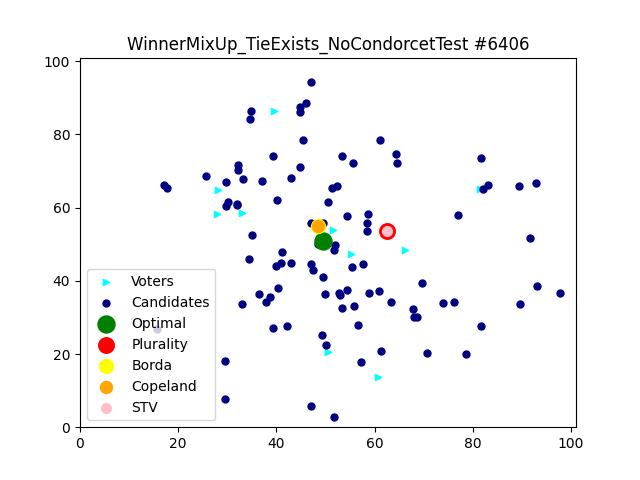 WinnerMixUp_TieExists_NoCondorcetTest #6406
100
80
60
40
20
0
0 20 40 60 80 100
Voters
Candidates
Optimal
Plurality
Borda
Copeland
STV